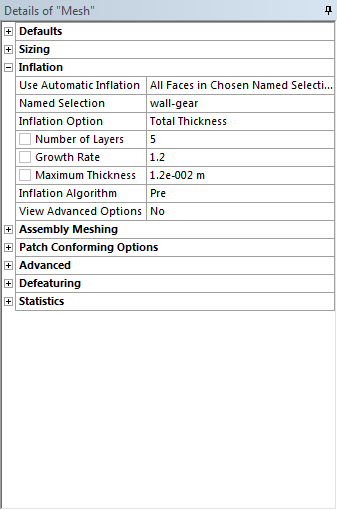 Details of "Mesh"
Defaults
Sizing
Inflation
Use Automatic Inflation All Faces in Chosen Named Selecti...
Named Selection wall-gear
Inflation Option Total Thickness
Number of Layers 5
Growth Rate 1.2
Maximum Thickness 1.2e-002 m
Inflation Algorithm Pre
View Advanced Options No
Assembly Meshing
Patch Conforming Options
Advanced
Defeaturing
Statistics